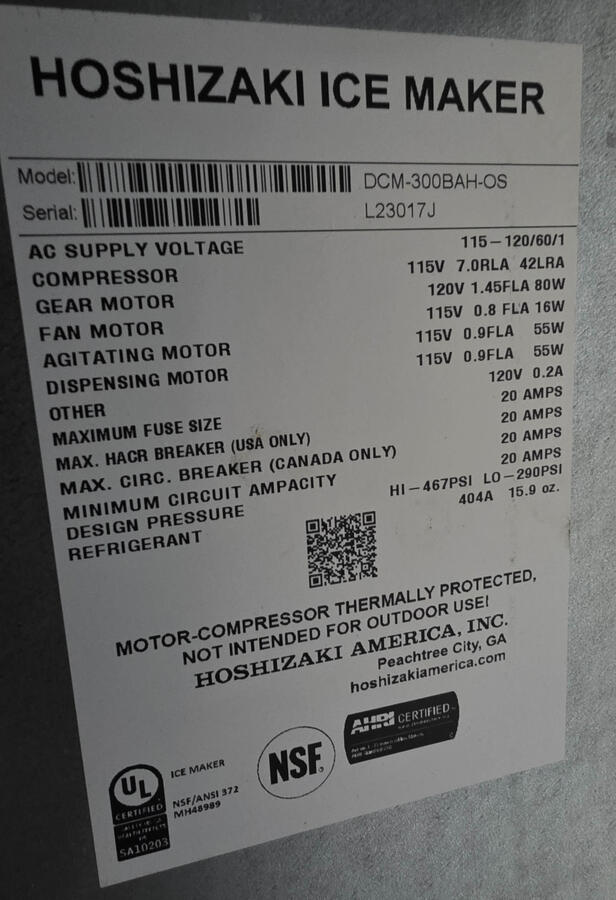 HOSHIZAKI ICE MAKER
Model: DCM-300BAH-OS
Serial: L23017J
AC SUPPLY VOLTAGE 115-120/60/1
COMPRESSOR 115V 7.0RLA 42LRA
GEAR MOTOR 120V 1.45FLA 80W
FAN MOTOR 115V 0.8 FLA 16W
AGITATING MOTOR 115V 0.9FLA 55W
DISPENSING MOTOR 115V 0.9FLA 55W
OTHER 120V 0.2A
MAXIMUM FUSE SIZE 20 AMPS
MAX. HACR BREAKER (USA ONLY) 20 AMPS
MAX. CIRC. BREAKER (CANADA ONLY) 20 AMPS
MINIMUM CIRCUIT AMPACITY 20 AMPS
DESIGN PRESSURE HI-467PSI LO-290PSI
REFRIGERANT 404A 15.9 oz.
MOTOR-COMPRESSOR THERMALLY PROTECTED,
NOT INTENDED FOR OUTDOOR USE!
HOSHIZAKI AMERICA, INC.
Peachtree City, GA
hoshizakiamerica.com
AHRI CERTIFIED
NSF
UL
CERTIFIED
SA10203
ICE MAKER
NSF/ANSI 372
MH48989